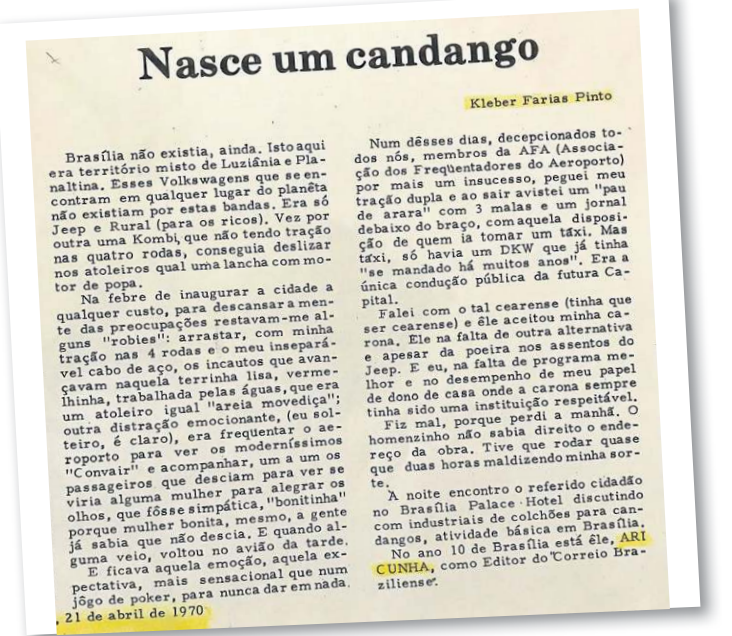 Nasce um candango
Kleber Farias Pinto
Brasília não existia, ainda. Isto aqui
era território misto de Luziânia e Pla-
naltina. Esses Volkswagens que se en-
contram em qualquer lugar do planêta
não existiam por estas bandas. Era só
Jeep e Rural (para os ricos). Vez por
outra uma Kombi, que não tendo tração
nas quatro rodas, conseguia deslizar
nos atoleiros qual uma lancha com mo-
tor de popa.
Na febre de inaugurar a cidade a
qualquer custo, para descansar a men-
te das preocupações restavam-me al-
guns "robies": arrastar, com minha
tração nas 4 rodas e o meu insepará-
vel cabo de aço, os incautos que avan-
çavam naquela terrinha lisa, verme-
lhinha, trabalhada pelas águas, que era
um atoleiro igual "areia movediça";
outra distração emocionante, (eu sol-
teiro, é claro), era freqüentar o ae-
roporto para ver os moderníssimos
"Convair" e acompanhar, um a um os
passageiros que desciam para ver se
viria alguma mulher para alegrar os
olhos, que fôsse simpática, "bonitinha"
porque mulher bonita, mesmo, a gente
já sabia que não descia. E quando al-
guma veio, voltou no avião da tarde.
E ficava aquela emoção, aquela ex-
pectativa, mais sensacional que num
jôgo de poker, para nunca dar em nada.
21 de abril de 1970
Num dêsses dias, decepcionados to-
dos nós, membros da AFA (Associa-
ção dos Freqüentadores do Aeroporto)
por mais um insucesso, peguei meu
tração dupla e ao sair avistei um "pau
de arara" com 3 malas e um jornal
debaixo do braço, com aquela disposi-
ção de quem ia tomar um táxi. Mas
táxi, só havia um DKW que já tinha
"se mandado há muitos anos". Era a
única condução pública da futura Ca-
pital.
Falei com o tal cearense (tinha que
ser cearense) e êle aceitou minha ca-
rona. Ele na falta de outra alternativa
e apesar da poeira nos assentos do
Jeep. E eu, na falta de programa me-
lhor e no desempenho de meu papel
de dono de casa onde a carona sempre
tinha sido uma instituição respeitável.
Fiz mal, porque perdi a manhã. O
homenzinho não sabia direito o ende-
reço da obra. Tive que rodar quase
que duas horas maldizendo minha sor-
te.
À noite encontro o referido cidadão
no Brasília Palace Hotel discutindo
com industriais de colchões para can-
dangos, atividade básica em Brasília.
No ano 10 de Brasília está êle, ARI
CUNHA, como Editor do "Correio Bra-
ziliense".